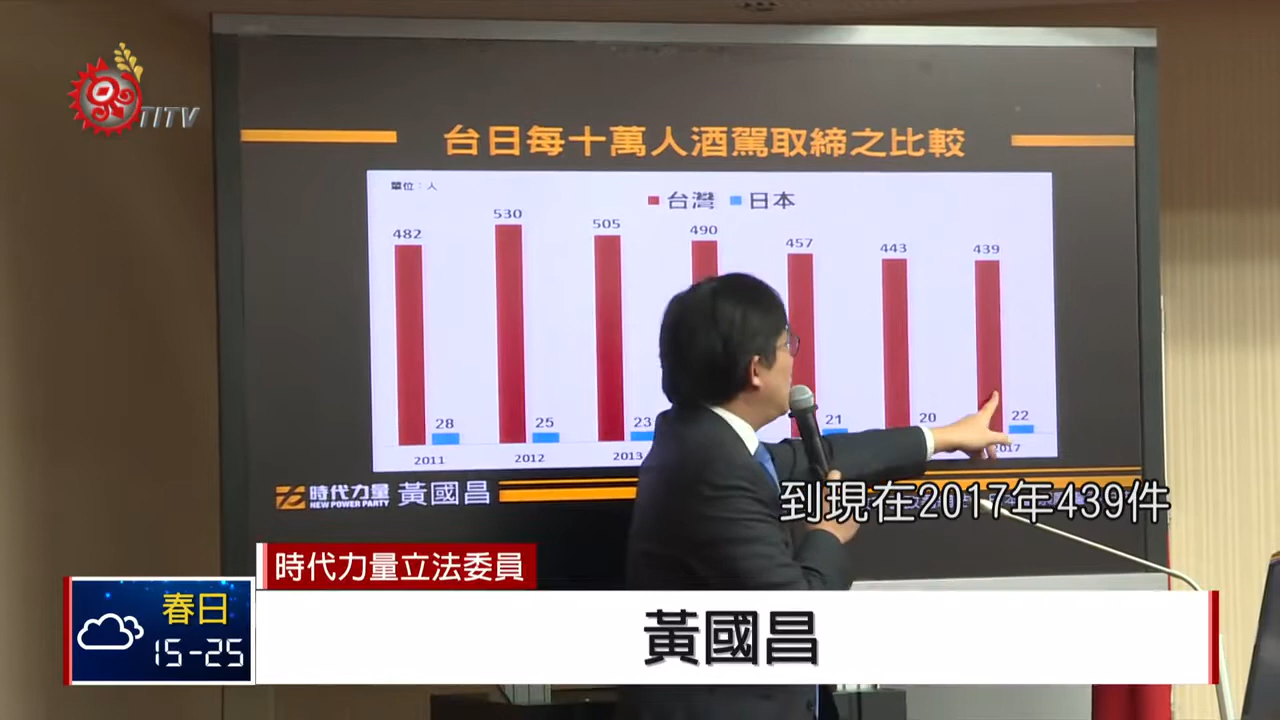 TITV
台日每十萬人酒駕取締之比較
單位：人
台灣 日本
482 530 505 490 457 443 439
28 25 23 21 20 22
2011 2012 2013 2017
時代力量 黃國昌
NEW POWER PARTY
到現在2017年439件
時代力量立法委員
黃國昌
春日
15-25